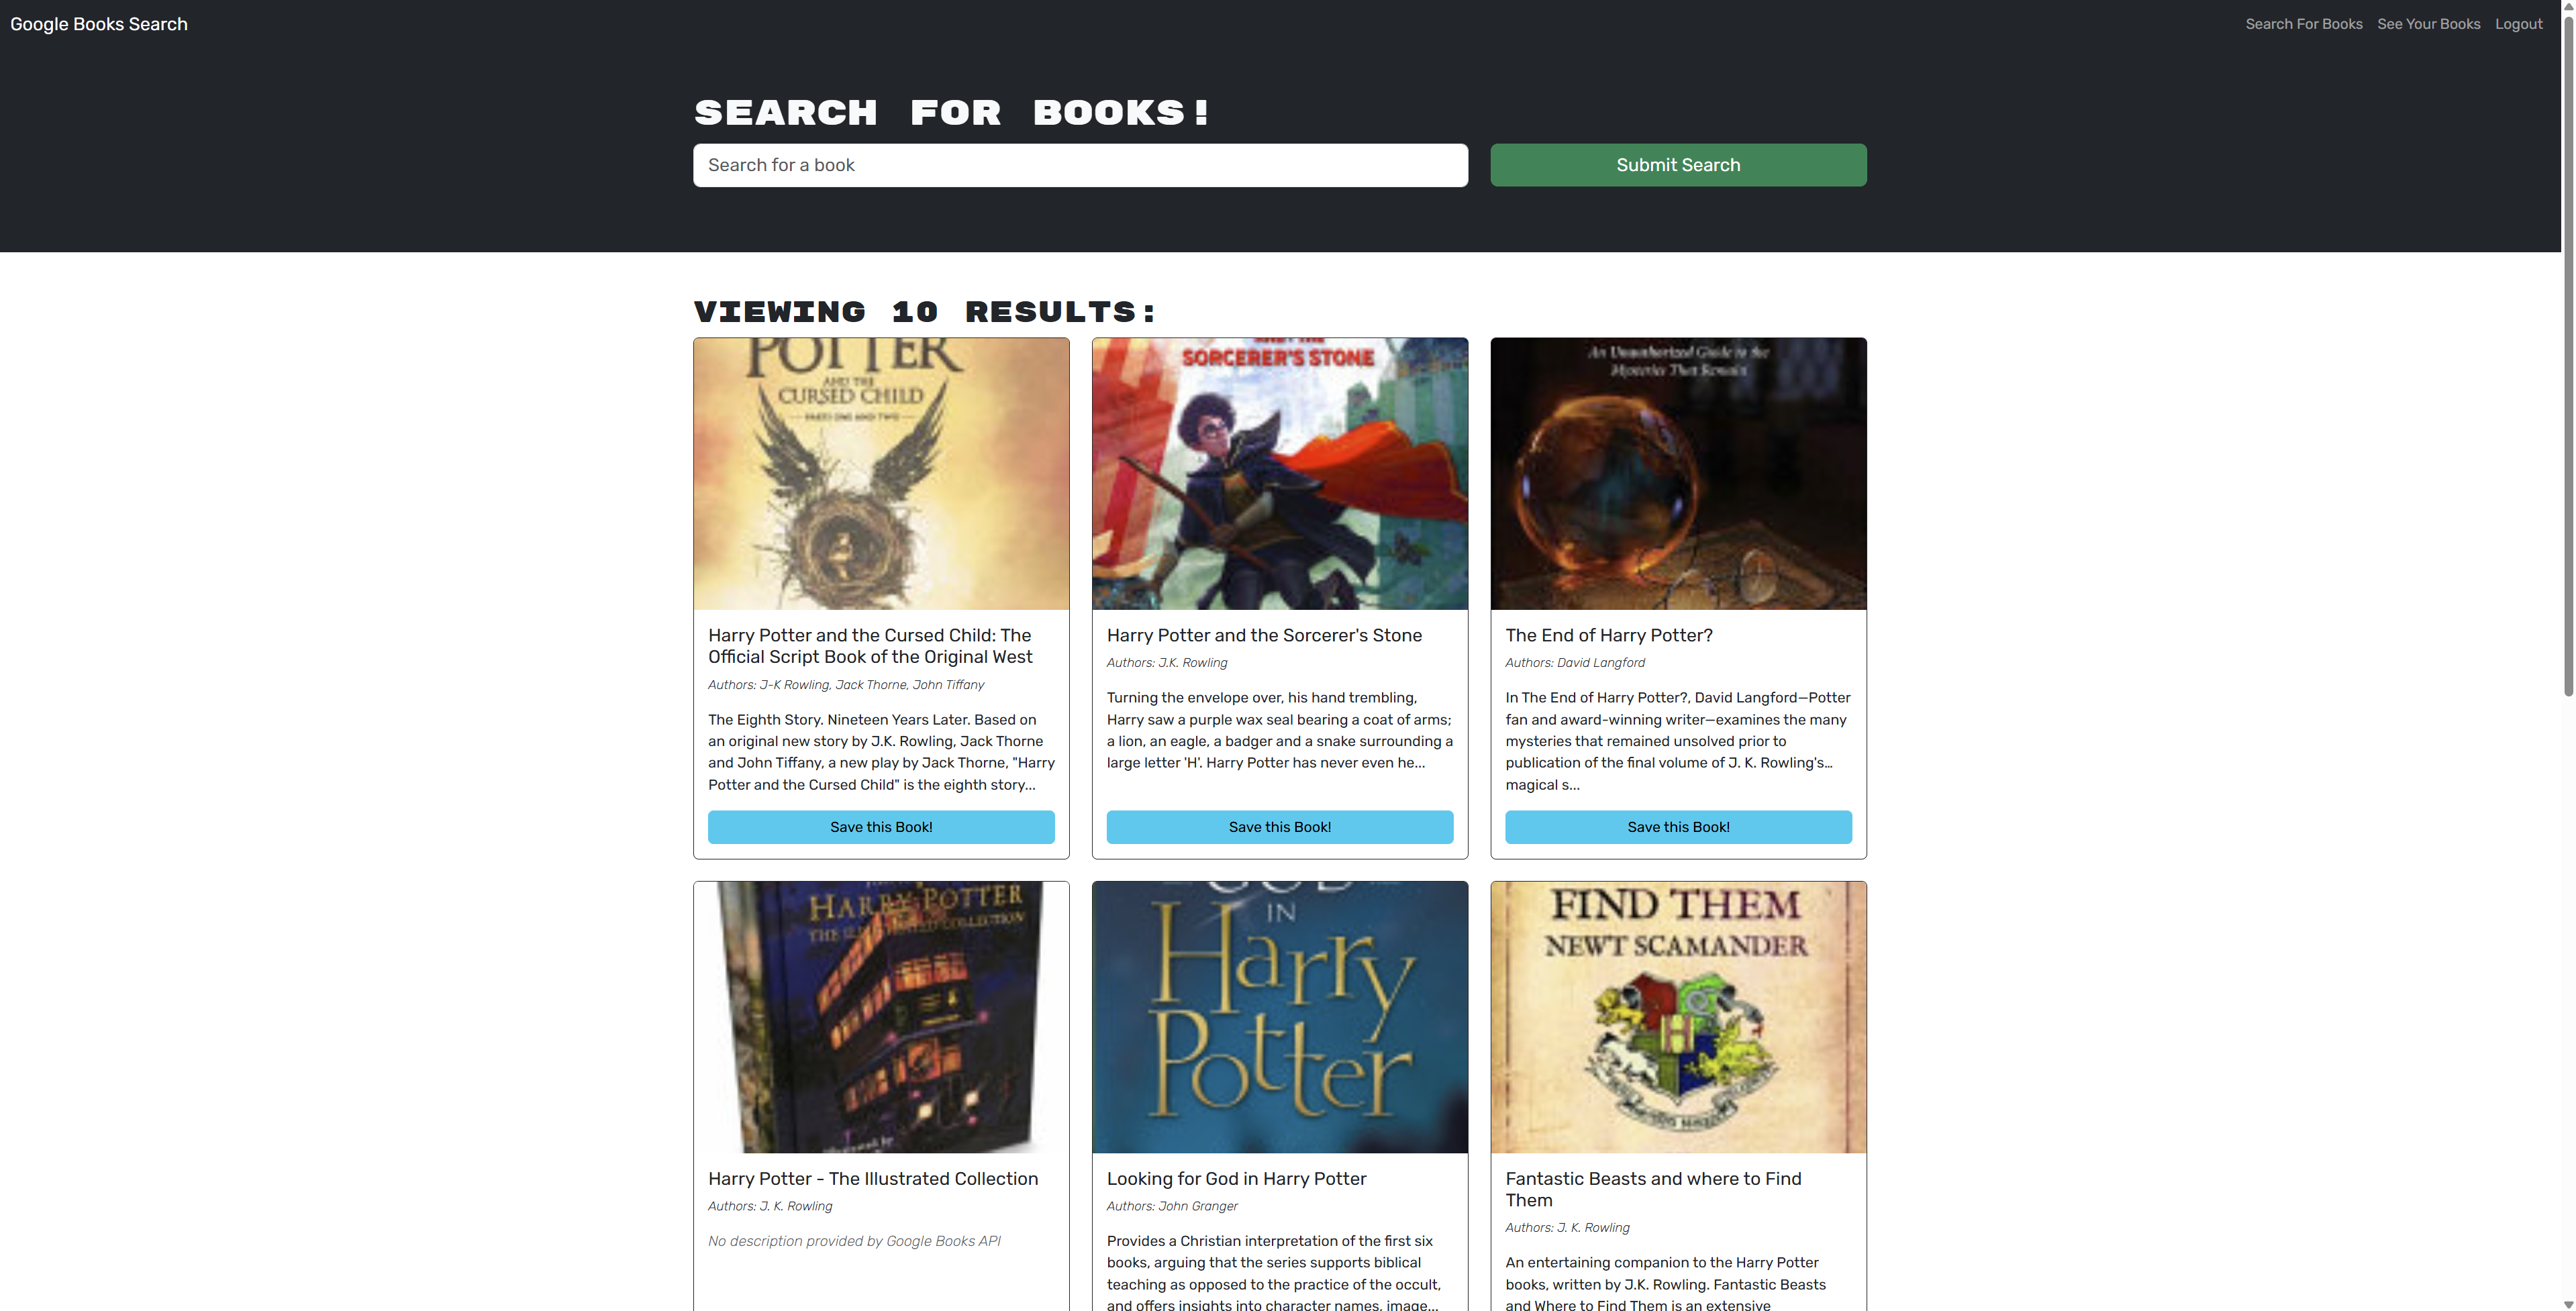 Google Books Search
Search For Books
See Your Books
Logout
SEARCH FOR BOOKS!
Search for a book
Submit Search
VIEWING 10 RESULTS:
POTTER
AND THE
CURSED CHILD
PARTS ONE AND TWO
Harry Potter and the Cursed Child: The
Official Script Book of the Original West
Authors: J-K Rowling, Jack Thorne, John Tiffany
The Eighth Story. Nineteen Years Later. Based on
an original new story by J.K. Rowling, Jack Thorne
and John Tiffany, a new play by Jack Thorne, "Harry
Potter and the Cursed Child" is the eighth story...
Save this Book!
AND THE
SORCERER'S STONE
Harry Potter and the Sorcerer's Stone
Authors: J.K. Rowling
Turning the envelope over, his hand trembling,
Harry saw a purple wax seal bearing a coat of arms;
a lion, an eagle, a badger and a snake surrounding a
large letter 'H'. Harry Potter has never even he...
Save this Book!
An Unauthorized Guide to the
Mysteries That Remain
The End of Harry Potter?
Authors: David Langford
In The End of Harry Potter?, David Langford—Potter
fan and award-winning writer—examines the many
mysteries that remained unsolved prior to
publication of the final volume of J. K. Rowling's…
magical s...
Save this Book!
HARRY POTTER
THE ILLUSTRATED COLLECTION
Illustrated by
Harry Potter - The Illustrated Collection
Authors: J. K. Rowling
No description provided by Google Books API
GOD
IN
Harry
Potter
Looking for God in Harry Potter
Authors: John Granger
Provides a Christian interpretation of the first six
books, arguing that the series supports biblical
teaching as opposed to the practice of the occult,
and offers insights into character names, image...
FIND THEM
NEWT SCAMANDER
H
Fantastic Beasts and where to Find
Them
Authors: J. K. Rowling
An entertaining companion to the Harry Potter
books, written by J.K. Rowling. Fantastic Beasts
and Where to Find Them is an extensive